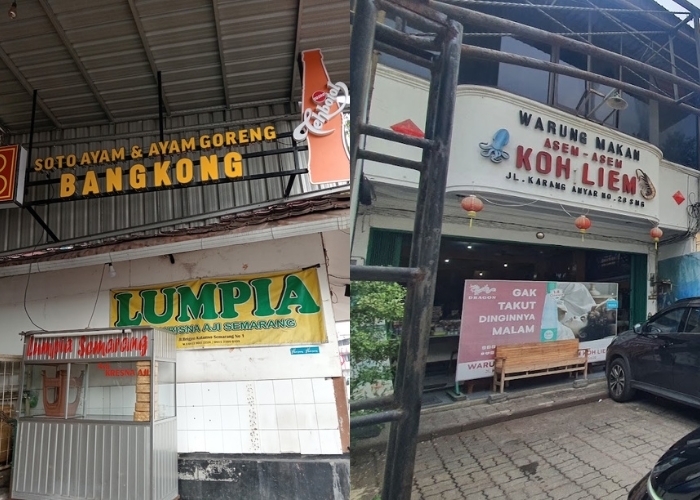 SOTO AYAM & AYAM GORENG
BANGKONG
Tehbotol
LUMPIA
KRISNA AJI SEMARANG
Lumpia Semarang
WARUNG MAKAN
ASEM-ASEM
KOH LIEM
JL. KARANG ANYAR NO. 28 SMG
GAK
TAKUT
DINGINNYA
MALAM